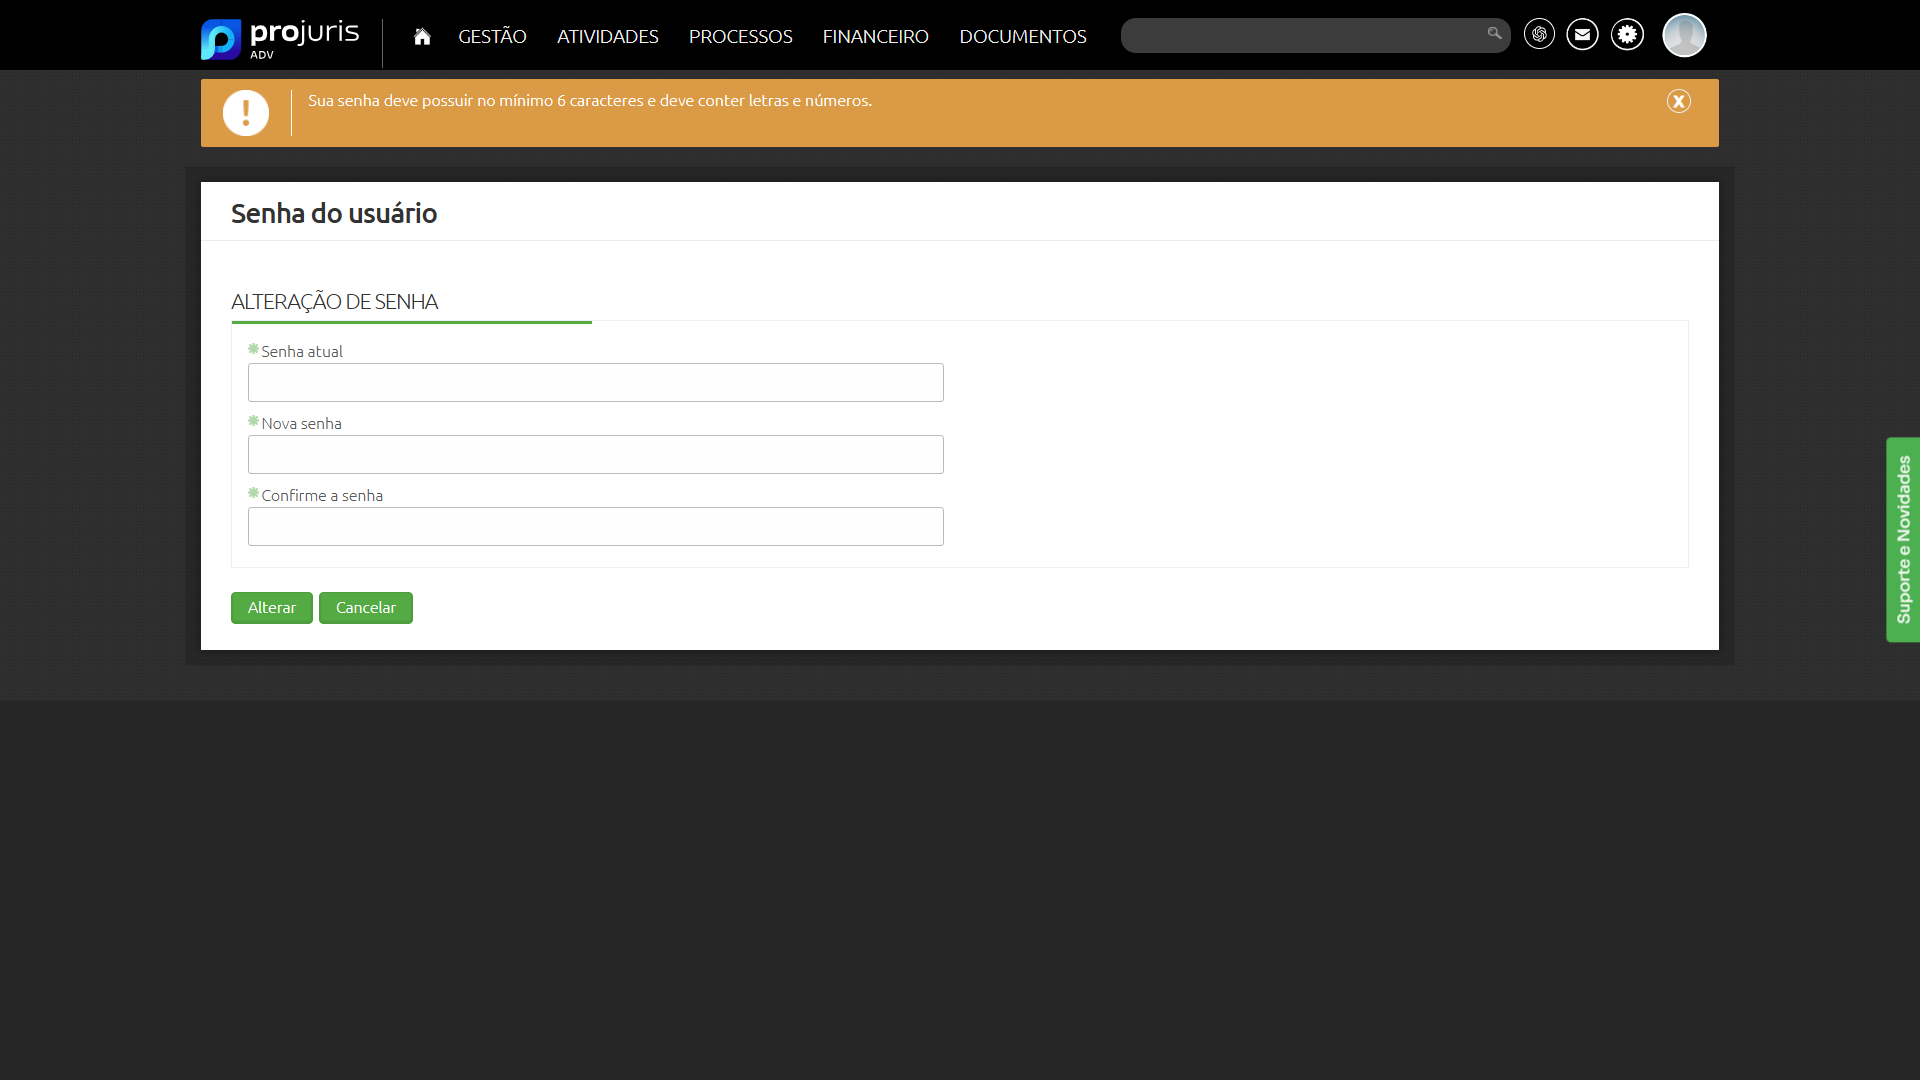 projuris
ADV
GESTÃO
ATIVIDADES
PROCESSOS
FINANCEIRO
DOCUMENTOS
Sua senha deve possuir no mínimo 6 caracteres e deve conter letras e números.
Senha do usuário
ALTERAÇÃO DE SENHA
Senha atual
Nova senha
Confirme a senha
Alterar
Cancelar
Suporte e Novidades